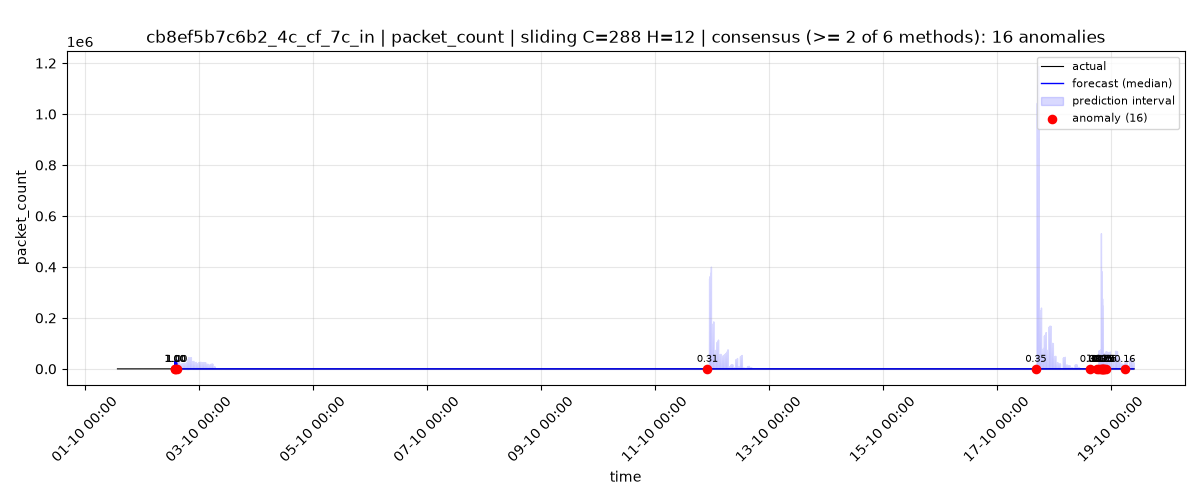 cb8ef5b7c6b2_4c_cf_7c_in | packet_count | sliding C=288 H=12 | consensus (>= 2 of 6 methods): 16 anomalies
1e6
1.2
1.0
0.8
0.6
0.4
0.2
0.0
packet_count
actual
forecast (median)
prediction interval
anomaly (16)
0.31
0.35
0.16
01-10 00:00
03-10 00:00
05-10 00:00
07-10 00:00
09-10 00:00
11-10 00:00
13-10 00:00
15-10 00:00
17-10 00:00
19-10 00:00
time